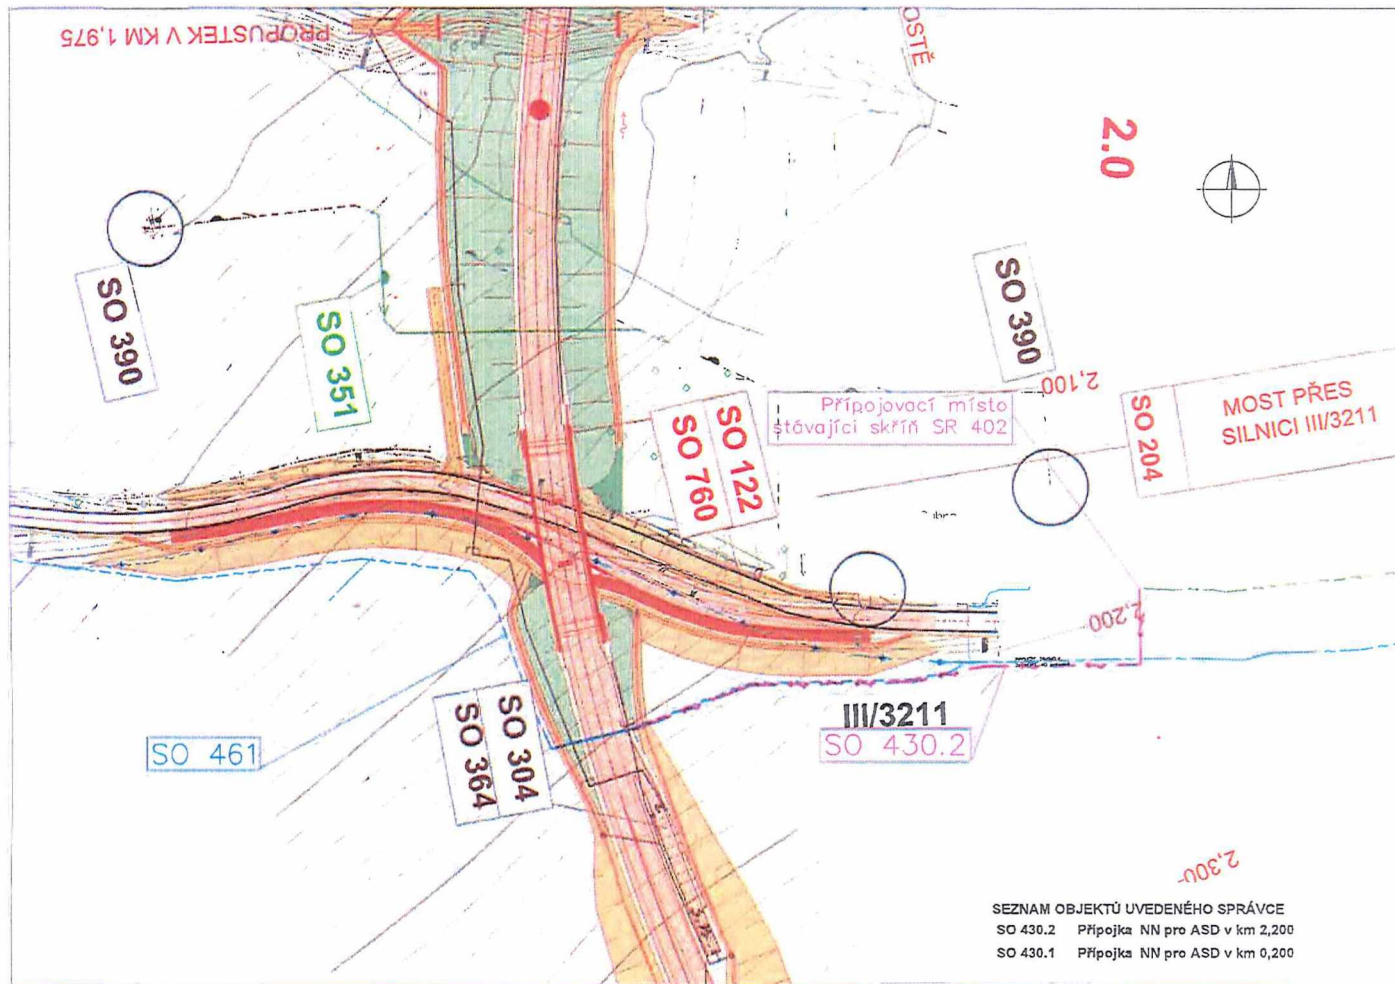 PROPUSTEK V KM 1,975
OSTĚ
2.0
SO 390
SO 351
SO 390
2,100
Přípojovací místo
stávající skříň SR 402
SO 122
SO 760
SO 204
MOST PŘES
SILNICI III/3211
2,200
III/3211
SO 430.2
SO 461
SO 304
SO 364
2,300
SEZNAM OBJEKTŮ UVEDENÉHO SPRÁVCE
SO 430.2 Přípojka NN pro ASD v km 2,200
SO 430.1 Přípojka NN pro ASD v km 0,200